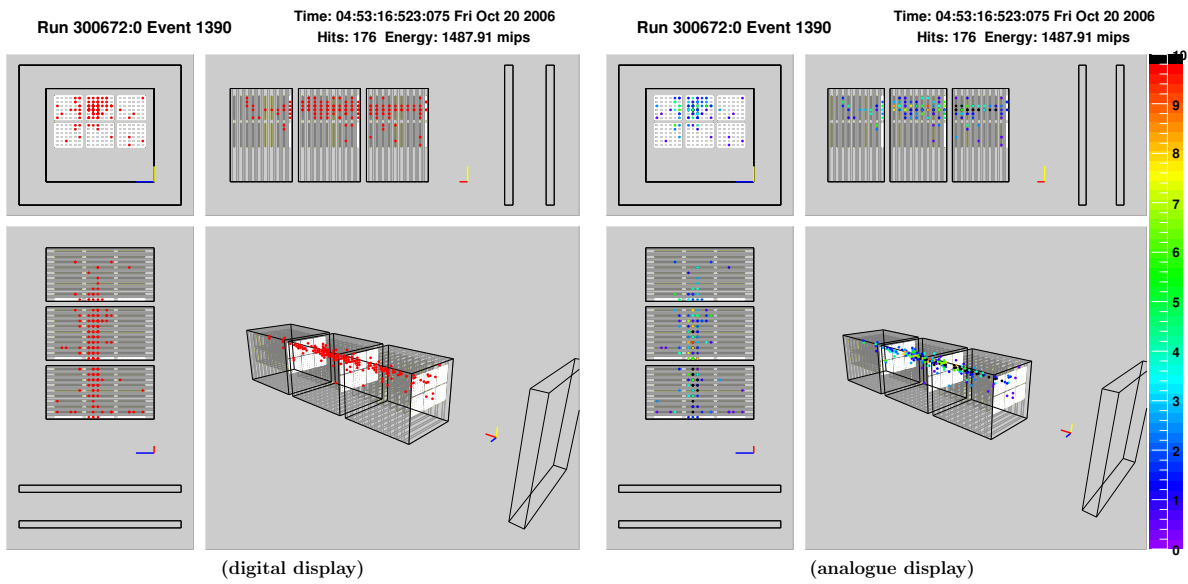 Run 300672:0 Event 1390
Time: 04:53:16:523:075 Fri Oct 20 2006
Hits: 176 Energy: 1487.91 mips
Run 300672:0 Event 1390
Time: 04:53:16:523:075 Fri Oct 20 2006
Hits: 176 Energy: 1487.91 mips
10
9
8
7
6
5
4
3
2
1
0
(digital display)
(analogue display)